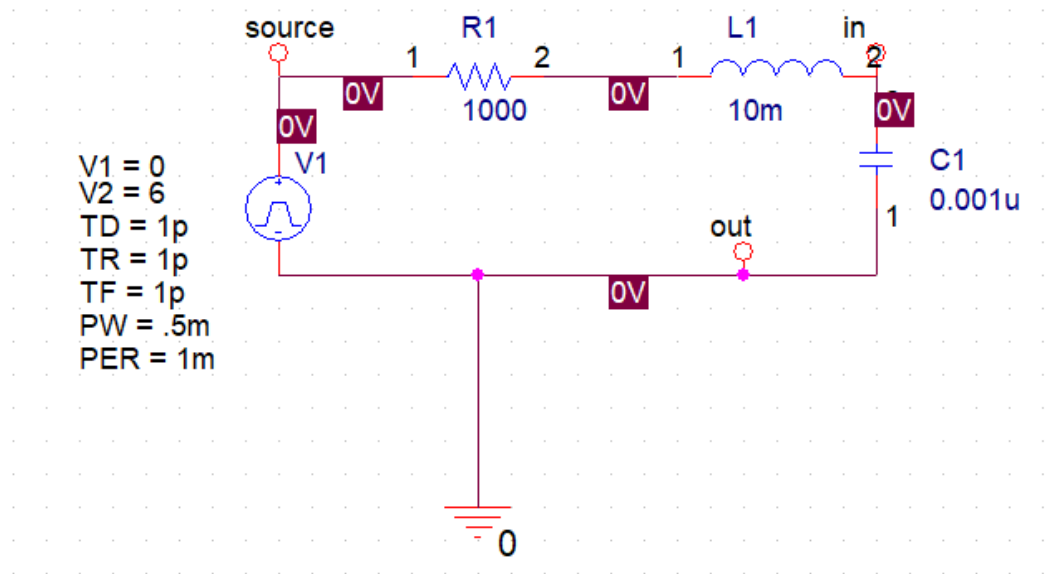 source R1 L1 in
1 2 1 2
0V 0V 0V
1000 10m
0V
V1 C1
V1 = 0
V2 = 6 0.001u
TD = 1p out 1
TR = 1p
TF = 1p 0V
PW = .5m
PER = 1m
0